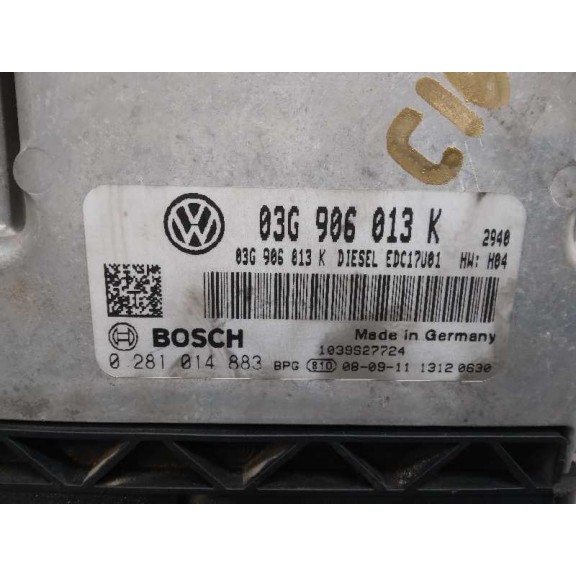 03G 906 013 K 2940
03G 906 013 K DIESEL EDC17U01 HW: H04
BOSCH Made in Germany
1039S27724
0 281 014 883 BPG 810 08-09-11 1312 0630